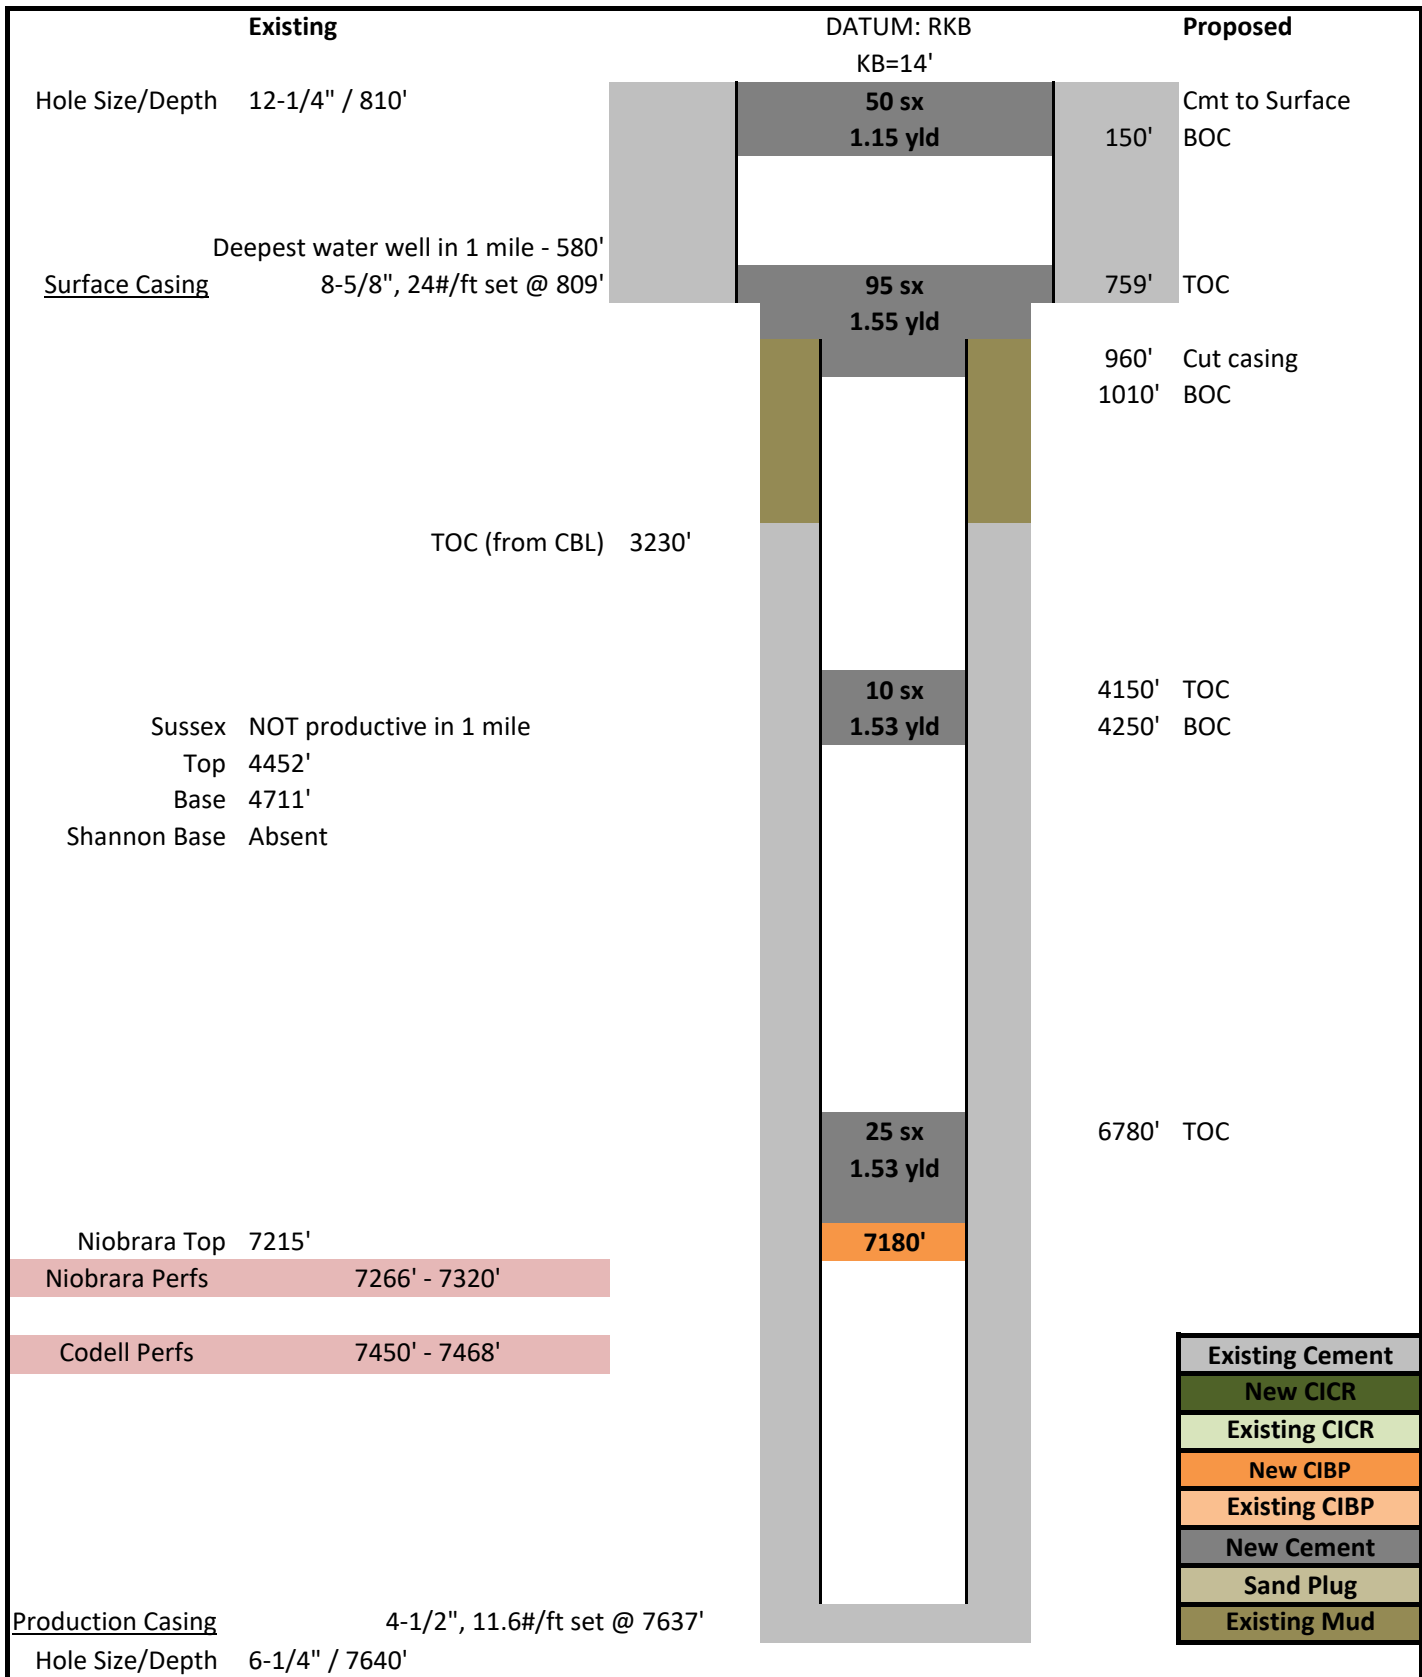 Existing DATUM: RKB Proposed
KB=14'
Hole Size/Depth 12-1/4" / 810' 50 sx Cmt to Surface
1.15 yld 150' BOC
Deepest water well in 1 mile - 580'
Surface Casing 8-5/8", 24#/ft set @ 809' 95 sx 759' TOC
1.55 yld
960' Cut casing
1010' BOC
TOC (from CBL) 3230'
10 sx 4150' TOC
Sussex NOT productive in 1 mile 1.53 yld 4250' BOC
Top 4452'
Base 4711'
Shannon Base Absent
25 sx 6780' TOC
1.53 yld
Niobrara Top 7215' 7180'
Niobrara Perfs 7266' - 7320'
Codell Perfs 7450' - 7468'
Existing Cement
New CICR
Existing CICR
New CIBP
Existing CIBP
New Cement
Sand Plug
Production Casing 4-1/2", 11.6#/ft set @ 7637' Existing Mud
Hole Size/Depth 6-1/4" / 7640'